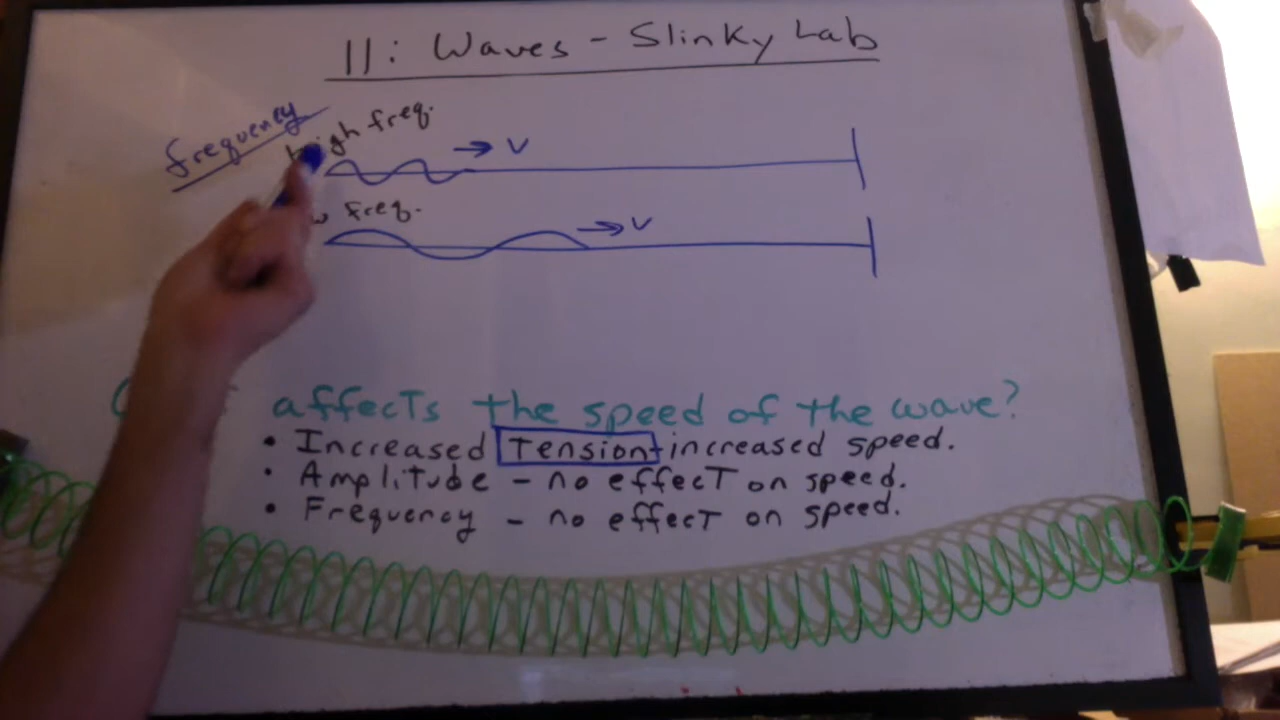 11: Waves - Slinky Lab
frequency
high freq.
→ v
freq.
→ v
affects the speed of the wave?
• Increased Tension - increased speed.
• Amplitude - no effect on speed.
• Frequency - no effect on speed.